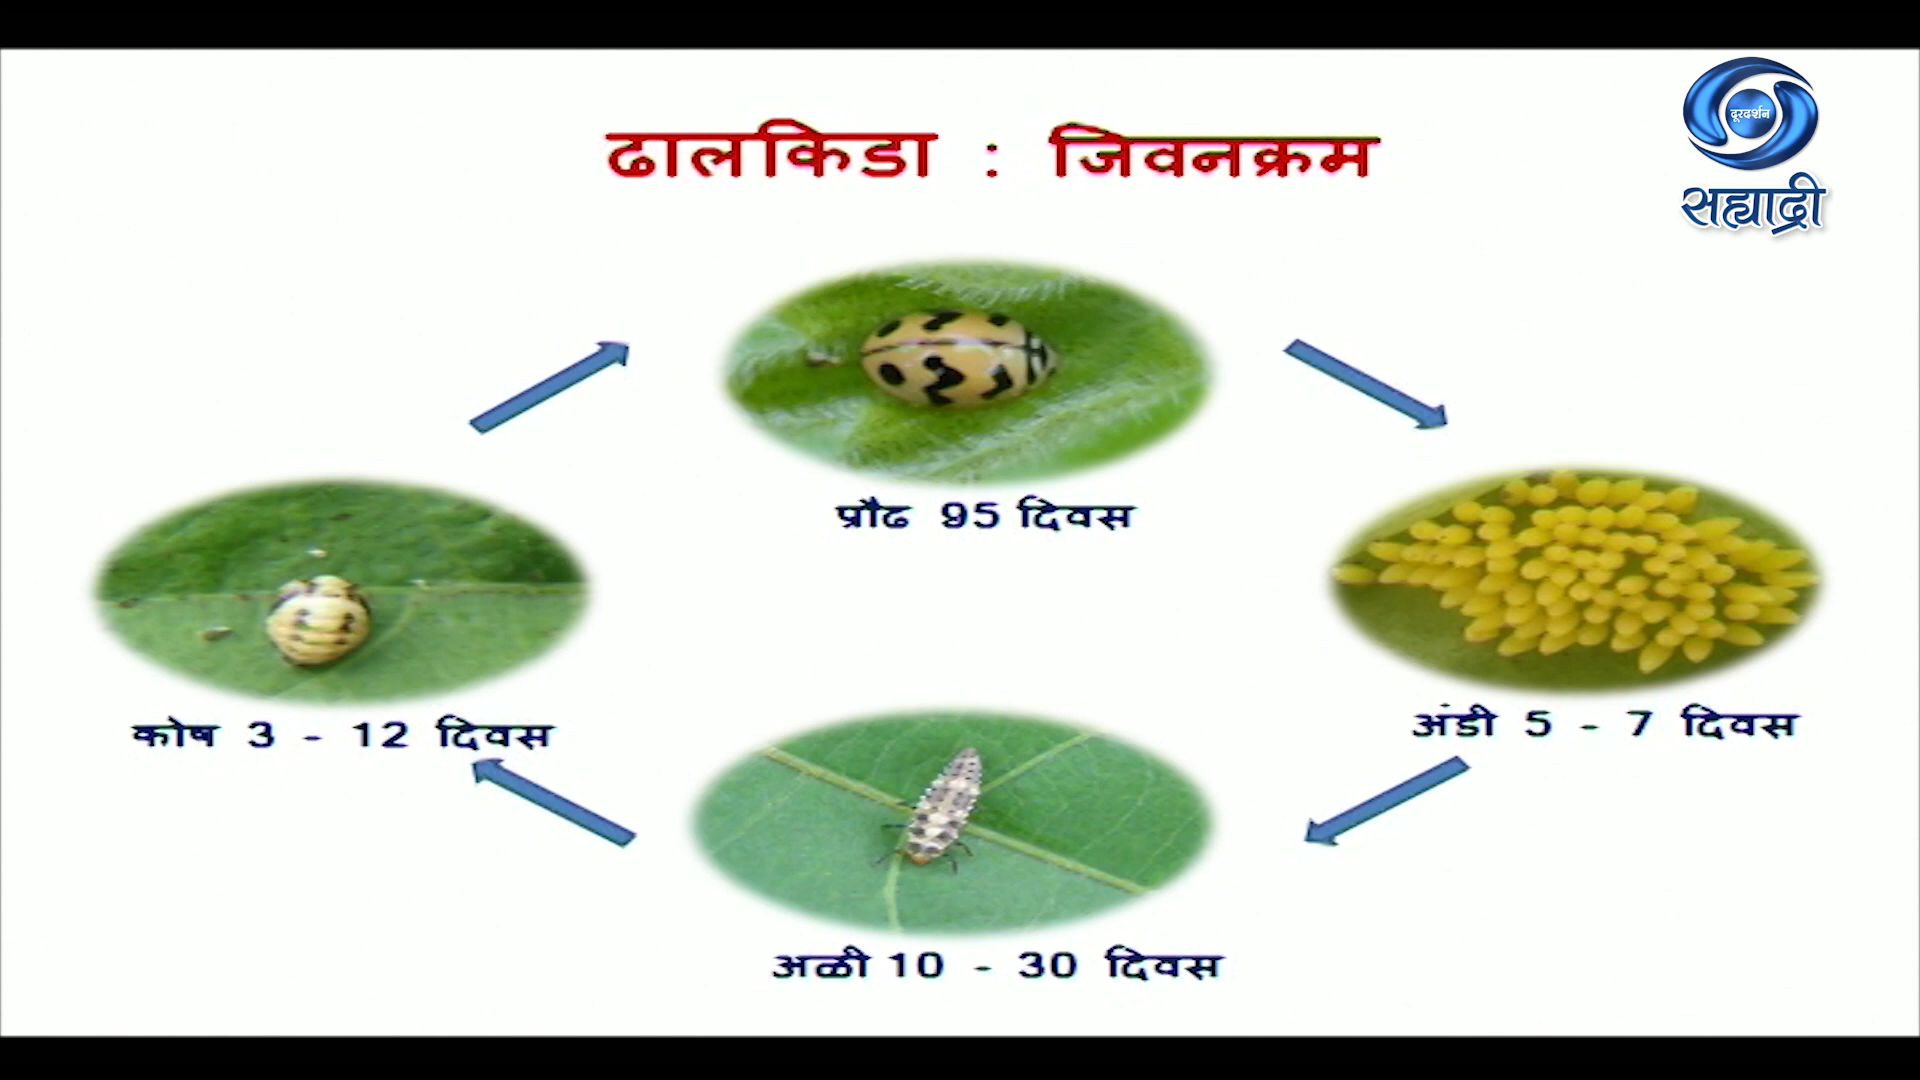 दूरदर्शन
सह्याद्री
ढालकिडा : जिवनक्रम
प्रौढ 95 दिवस
अंडी 5 - 7 दिवस
कोष 3 - 12 दिवस
अळी 10 - 30 दिवस